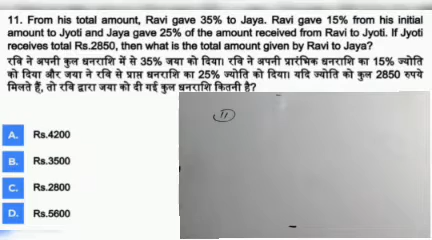 11. From his total amount, Ravi gave 35% to Jaya. Ravi gave 15% from his initial
amount to Jyoti and Jaya gave 25% of the amount received from Ravi to Jyoti. If Jyoti
receives total Rs.2850, then what is the total amount given by Ravi to Jaya?
रवि ने अपनी कुल धनराशि में से 35% जया को दिया। रवि ने अपनी प्रारंभिक धनराशि का 15% ज्योति
को दिया और जया ने रवि से प्राप्त धनराशि का 25% ज्योति को दिया। यदि ज्योति को कुल 2850 रुपये
मिलते हैं, तो रवि द्वारा जया को दी गई कुल धनराशि कितनी है?
11
A. Rs.4200
B. Rs.3500
C. Rs.2800
D. Rs.5600